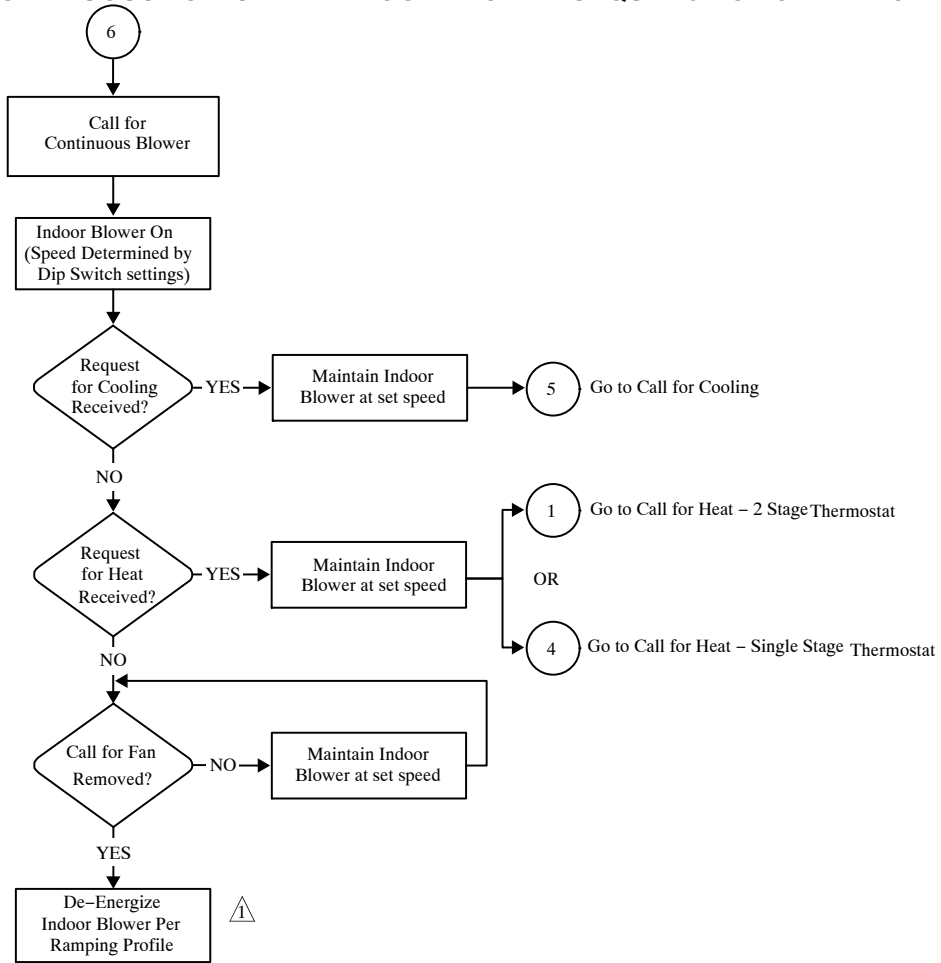 6
Call for
Continuous Blower
Indoor Blower On
(Speed Determined by
Dip Switch settings)
Request
for Cooling
Received?
YES
Maintain Indoor
Blower at set speed
5
Go to Call for Cooling
NO
1
Go to Call for Heat − 2 Stage Thermostat
Request
for Heat
Received?
YES
Maintain Indoor
Blower at set speed
OR
4
Go to Call for Heat − Single Stage Thermostat
NO
Call for Fan
Removed?
NO
Maintain Indoor
Blower at set speed
YES
De−Energize
Indoor Blower Per
Ramping Profile
1